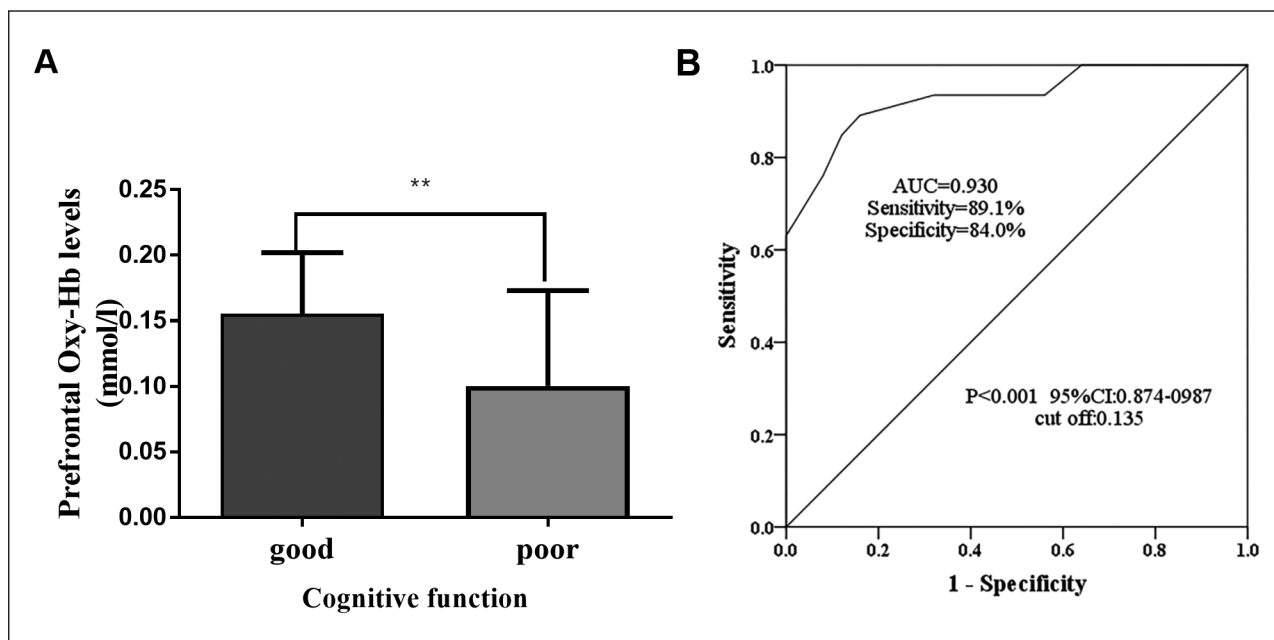 A
Prefrontal Oxy-Hb levels
(mmol/l)
0.25
0.20
0.15
0.10
0.05
0.00
**
good
poor
Cognitive function
B
Sensitivity
1.0
0.8
0.6
0.4
0.2
0.0
AUC=0.930
Sensitivity=89.1%
Specificity=84.0%
P<0.001 95%CI:0.874-0987
cut off:0.135
0.0
0.2
0.4
0.6
0.8
1.0
1 - Specificity